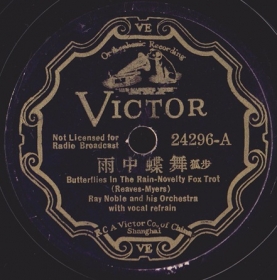 VE
Orthophonic Recording
VICTOR
Not Licensed for
Radio Broadcast
24296-A
雨中蝶舞 狐步
Butterflies In The Rain-Novelty Fox Trot
(Reaves-Myers)
Ray Noble and his Orchestra
with vocal refrain
RCA Victor Co. of China
Shanghai
VE